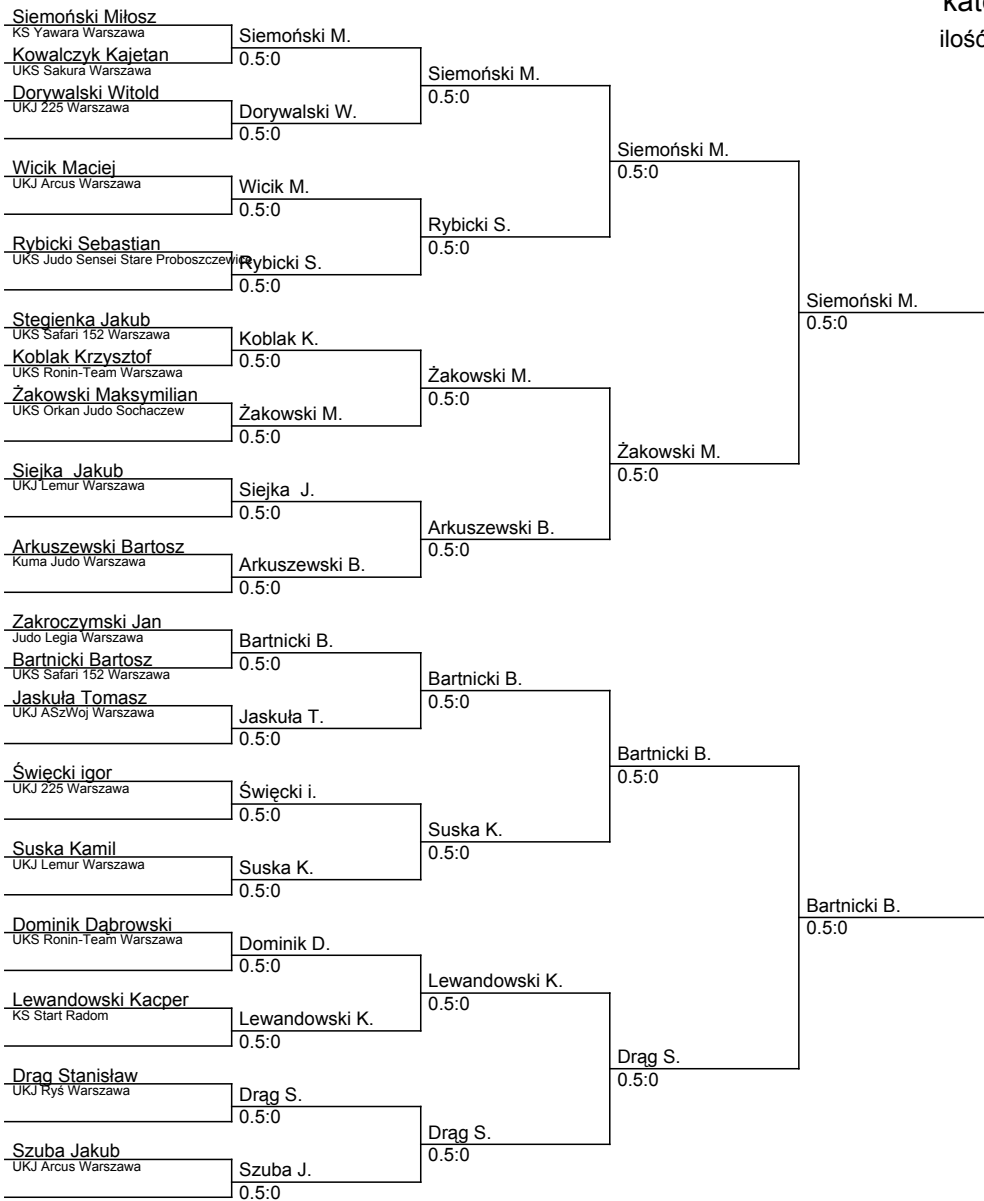 kate
ilość
Siemoński Miłosz
KS Yawara Warszawa
Kowalczyk Kajetan
UKS Sakura Warszawa
Dorywalski Witold
UKJ 225 Warszawa
Wicik Maciej
UKJ Arcus Warszawa
Rybicki Sebastian
UKS Judo Sensei Stare Proboszczewice
Stegienka Jakub
UKS Safari 152 Warszawa
Koblak Krzysztof
UKS Ronin-Team Warszawa
Żakowski Maksymilian
UKS Orkan Judo Sochaczew
Siejka Jakub
UKJ Lemur Warszawa
Arkuszewski Bartosz
Kuma Judo Warszawa
Zakroczymski Jan
Judo Legia Warszawa
Bartnicki Bartosz
UKS Safari 152 Warszawa
Jaskuła Tomasz
UKJ ASzWoj Warszawa
Święcki igor
UKJ 225 Warszawa
Suska Kamil
UKJ Lemur Warszawa
Dominik Dąbrowski
UKS Ronin-Team Warszawa
Lewandowski Kacper
KS Start Radom
Drąg Stanisław
UKJ Ryś Warszawa
Szuba Jakub
UKJ Arcus Warszawa
Siemoński M.
0.5:0
Dorywalski W.
0.5:0
Wicik M.
0.5:0
Rybicki S.
0.5:0
Koblak K.
0.5:0
Żakowski M.
0.5:0
Siejka J.
0.5:0
Arkuszewski B.
0.5:0
Bartnicki B.
0.5:0
Jaskuła T.
0.5:0
Święcki i.
0.5:0
Suska K.
0.5:0
Dominik D.
0.5:0
Lewandowski K.
0.5:0
Drąg S.
0.5:0
Szuba J.
0.5:0
Siemoński M.
0.5:0
Rybicki S.
0.5:0
Żakowski M.
0.5:0
Arkuszewski B.
0.5:0
Bartnicki B.
0.5:0
Suska K.
0.5:0
Lewandowski K.
0.5:0
Drąg S.
0.5:0
Siemoński M.
0.5:0
Żakowski M.
0.5:0
Bartnicki B.
0.5:0
Drąg S.
0.5:0
Siemoński M.
0.5:0
Bartnicki B.
0.5:0